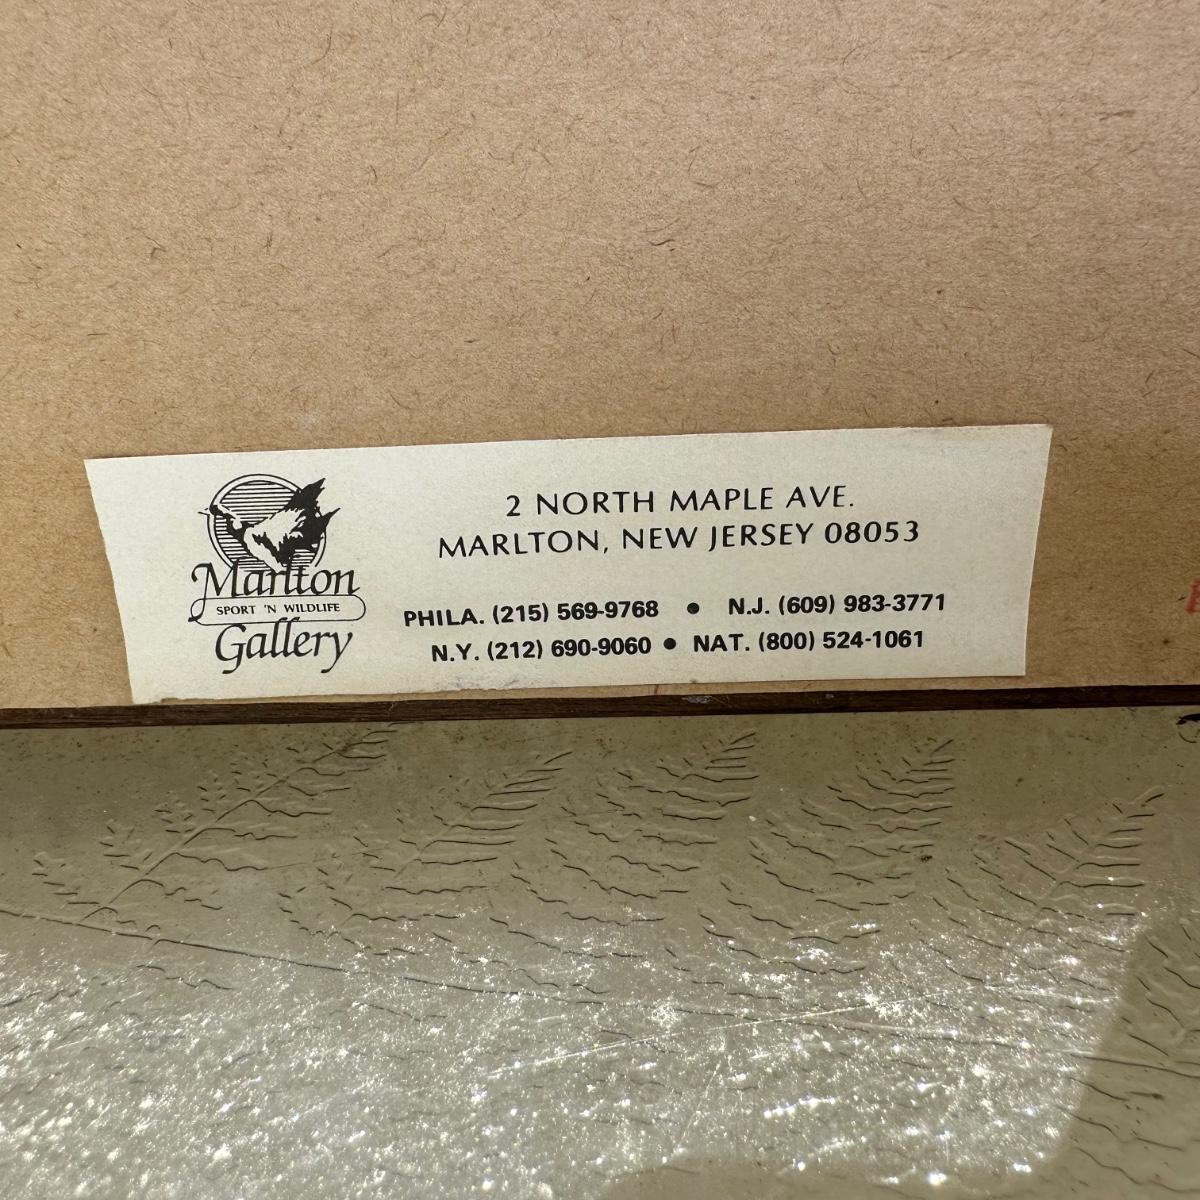 Marlton
SPORT 'N WILDLIFE
Gallery
2 NORTH MAPLE AVE.
MARLTON, NEW JERSEY 08053
PHILA. (215) 569-9768 • N.J. (609) 983-3771
N.Y. (212) 690-9060 • NAT. (800) 524-1061